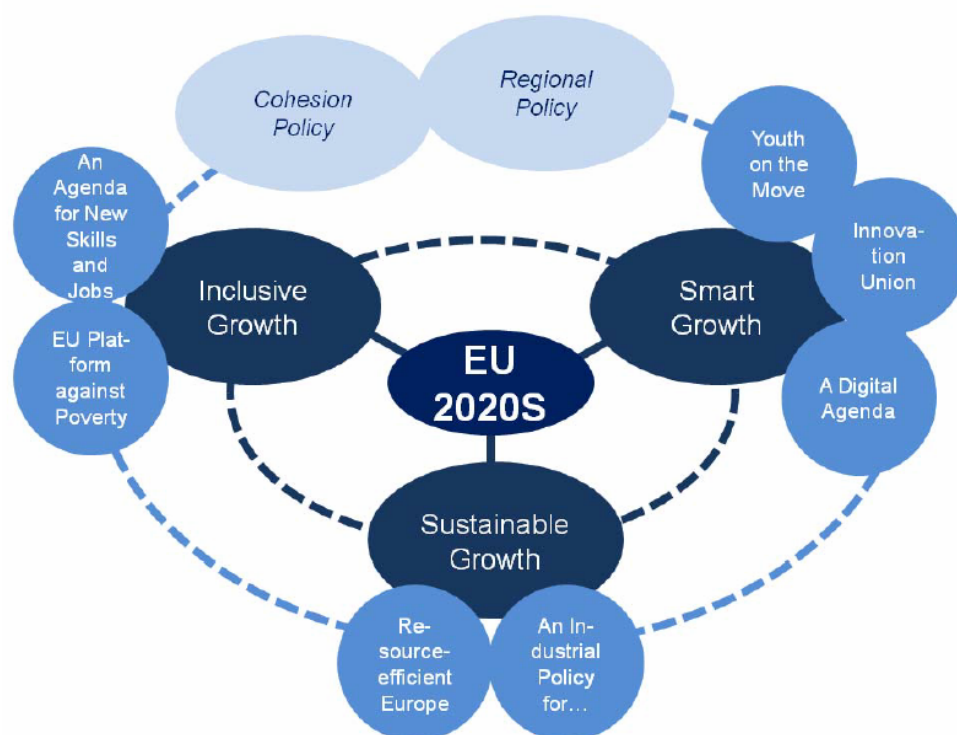 Cohesion
Policy
Regional
Policy
Youth
on the
Move
An
Agenda
for New
Skills
and
Jobs
Innova-
tion
Union
Inclusive
Growth
Smart
Growth
EU Plat-
form
against
Poverty
EU
2020S
A Digital
Agenda
Sustainable
Growth
Re-
source-
efficient
Europe
An In-
dustrial
Policy
for...